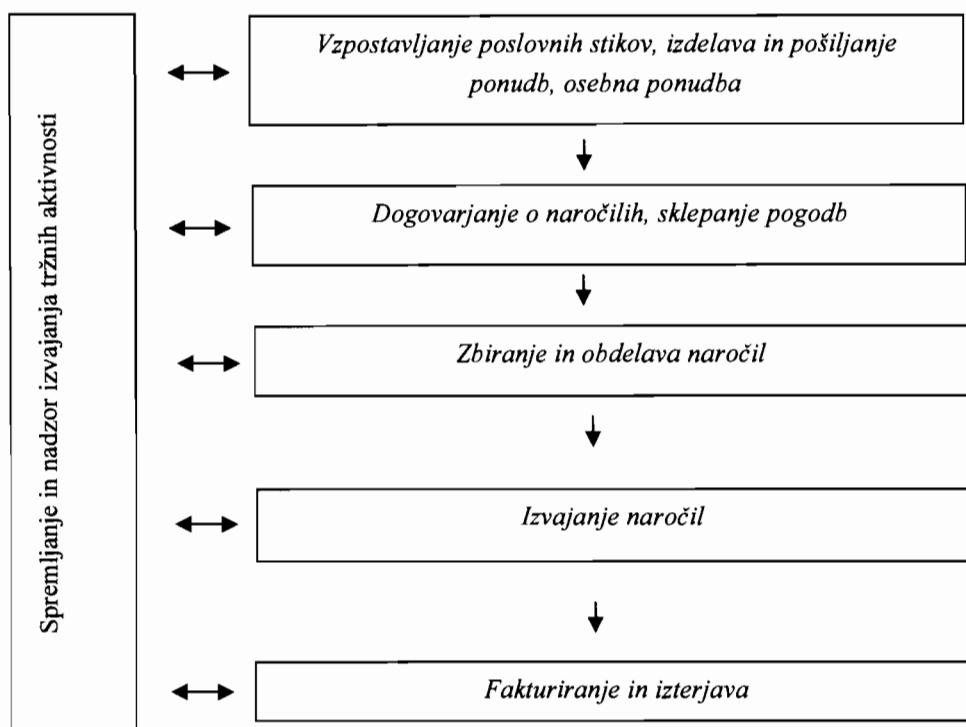 Spremljanje in nadzor izvajanja tržnih aktivnosti
Vzpostavljanje poslovnih stikov, izdelava in pošiljanje
ponudb, osebna ponudba
Dogovarjanje o naročilih, sklepanje pogodb
Zbiranje in obdelava naročil
Izvajanje naročil
Fakturiranje in izterjava